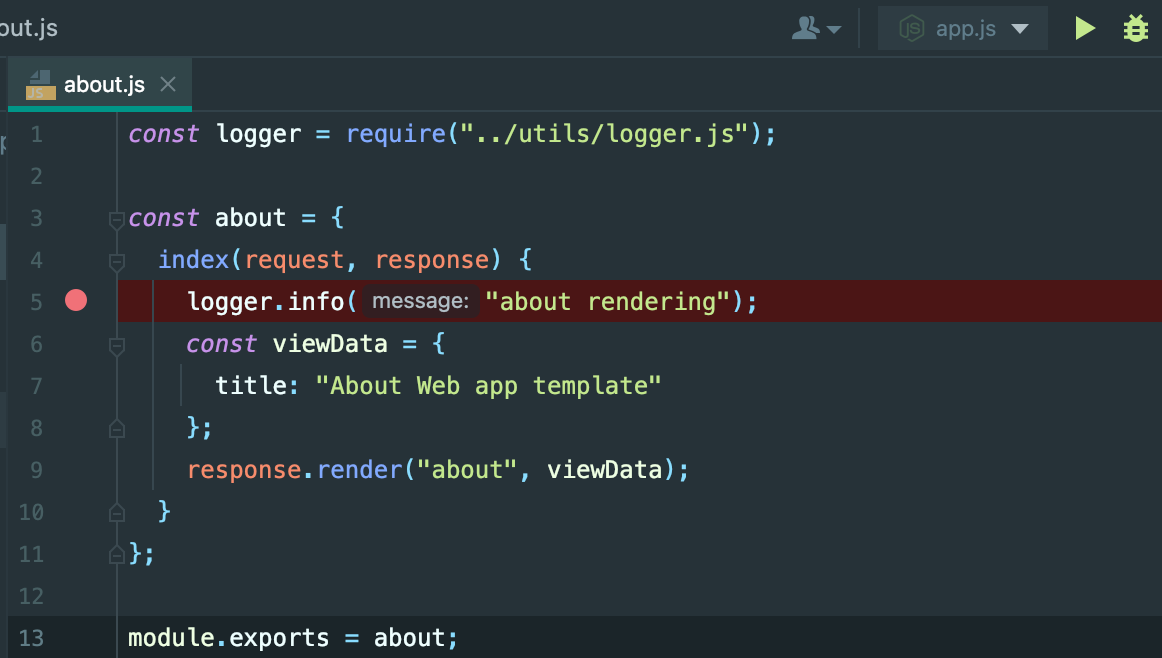 out.js
app.js
JS about.js
1 const logger = require("../utils/logger.js");
2
3 const about = {
4 index(request, response) {
5 logger.info( message: "about rendering");
6 const viewData = {
7 title: "About Web app template"
8 };
9 response.render("about", viewData);
10 }
11 };
12
13 module.exports = about;